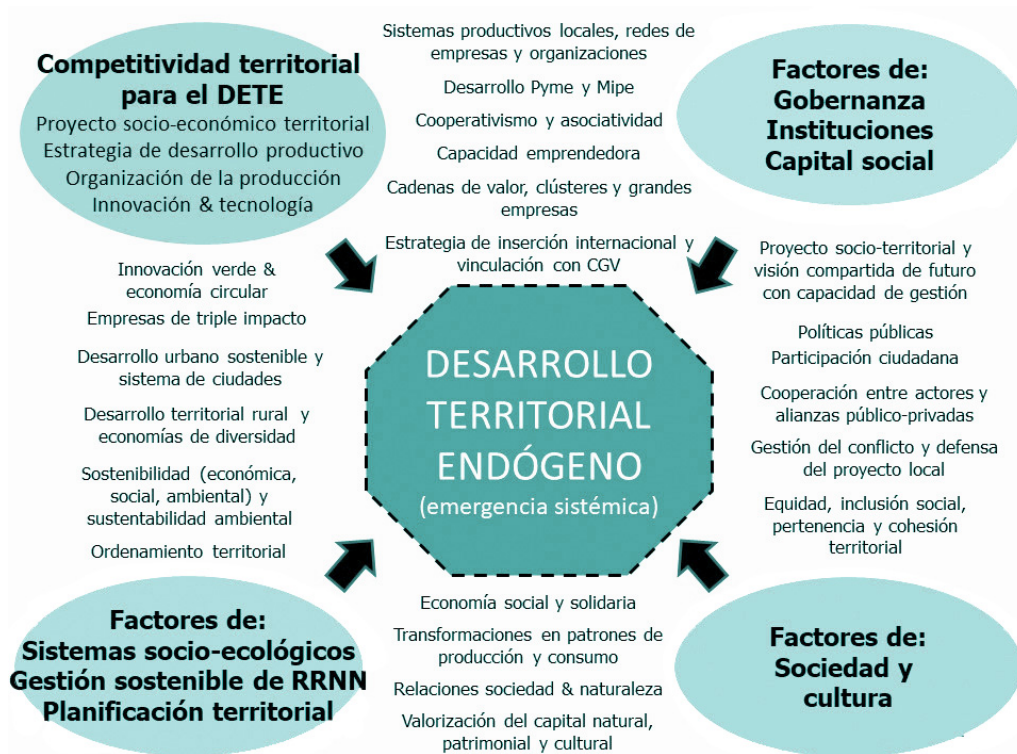 Competitividad territorial
para el DETE
Proyecto socio-económico territorial
Estrategia de desarrollo productivo
Organización de la producción
Innovación & tecnología
Sistemas productivos locales, redes de
empresas y organizaciones
Desarrollo Pyme y Mipe
Cooperativismo y asociatividad
Capacidad emprendedora
Cadenas de valor, clústeres y grandes
empresas
Estrategia de inserción internacional y
vinculación con CGV
Factores de:
Gobernanza
Instituciones
Capital social
Innovación verde &
economía circular
Empresas de triple impacto
Desarrollo urbano sostenible y
sistema de ciudades
Desarrollo territorial rural y
economías de diversidad
Sostenibilidad (económica,
social, ambiental) y
sustentabilidad ambiental
Ordenamiento territorial
DESARROLLO
TERRITORIAL
ENDÓGENO
(emergencia sistémica)
Proyecto socio-territorial y
visión compartida de futuro
con capacidad de gestión
Políticas públicas
Participación ciudadana
Cooperación entre actores y
alianzas público-privadas
Gestión del conflicto y defensa
del proyecto local
Equidad, inclusión social,
pertenencia y cohesión
territorial
Factores de:
Sistemas socio-ecológicos
Gestión sostenible de RRNN
Planificación territorial
Economía social y solidaria
Transformaciones en patrones de
producción y consumo
Relaciones sociedad & naturaleza
Valorización del capital natural,
patrimonial y cultural
Factores de:
Sociedad y
cultura